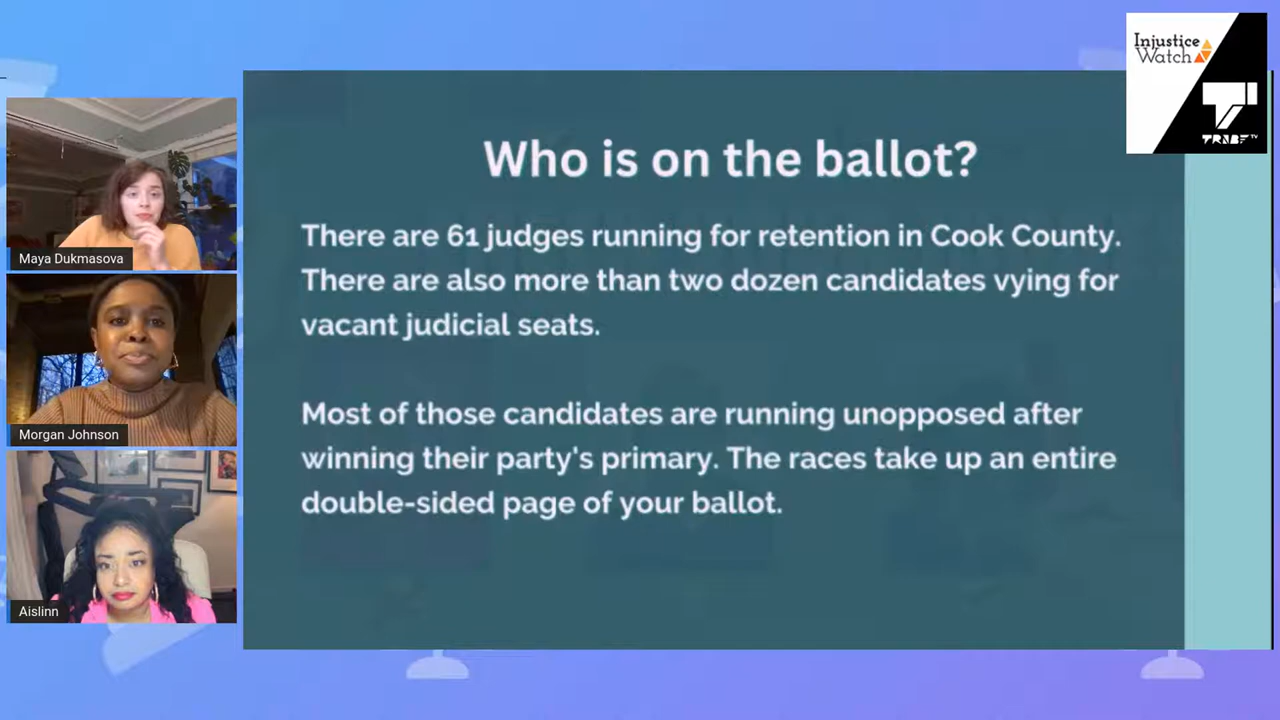 Injustice
Watch
TRiiBE TV
Who is on the ballot?
There are 61 judges running for retention in Cook County.
There are also more than two dozen candidates vying for
vacant judicial seats.
Most of those candidates are running unopposed after
winning their party's primary. The races take up an entire
double-sided page of your ballot.
Maya Dukmasova
Morgan Johnson
Aislinn